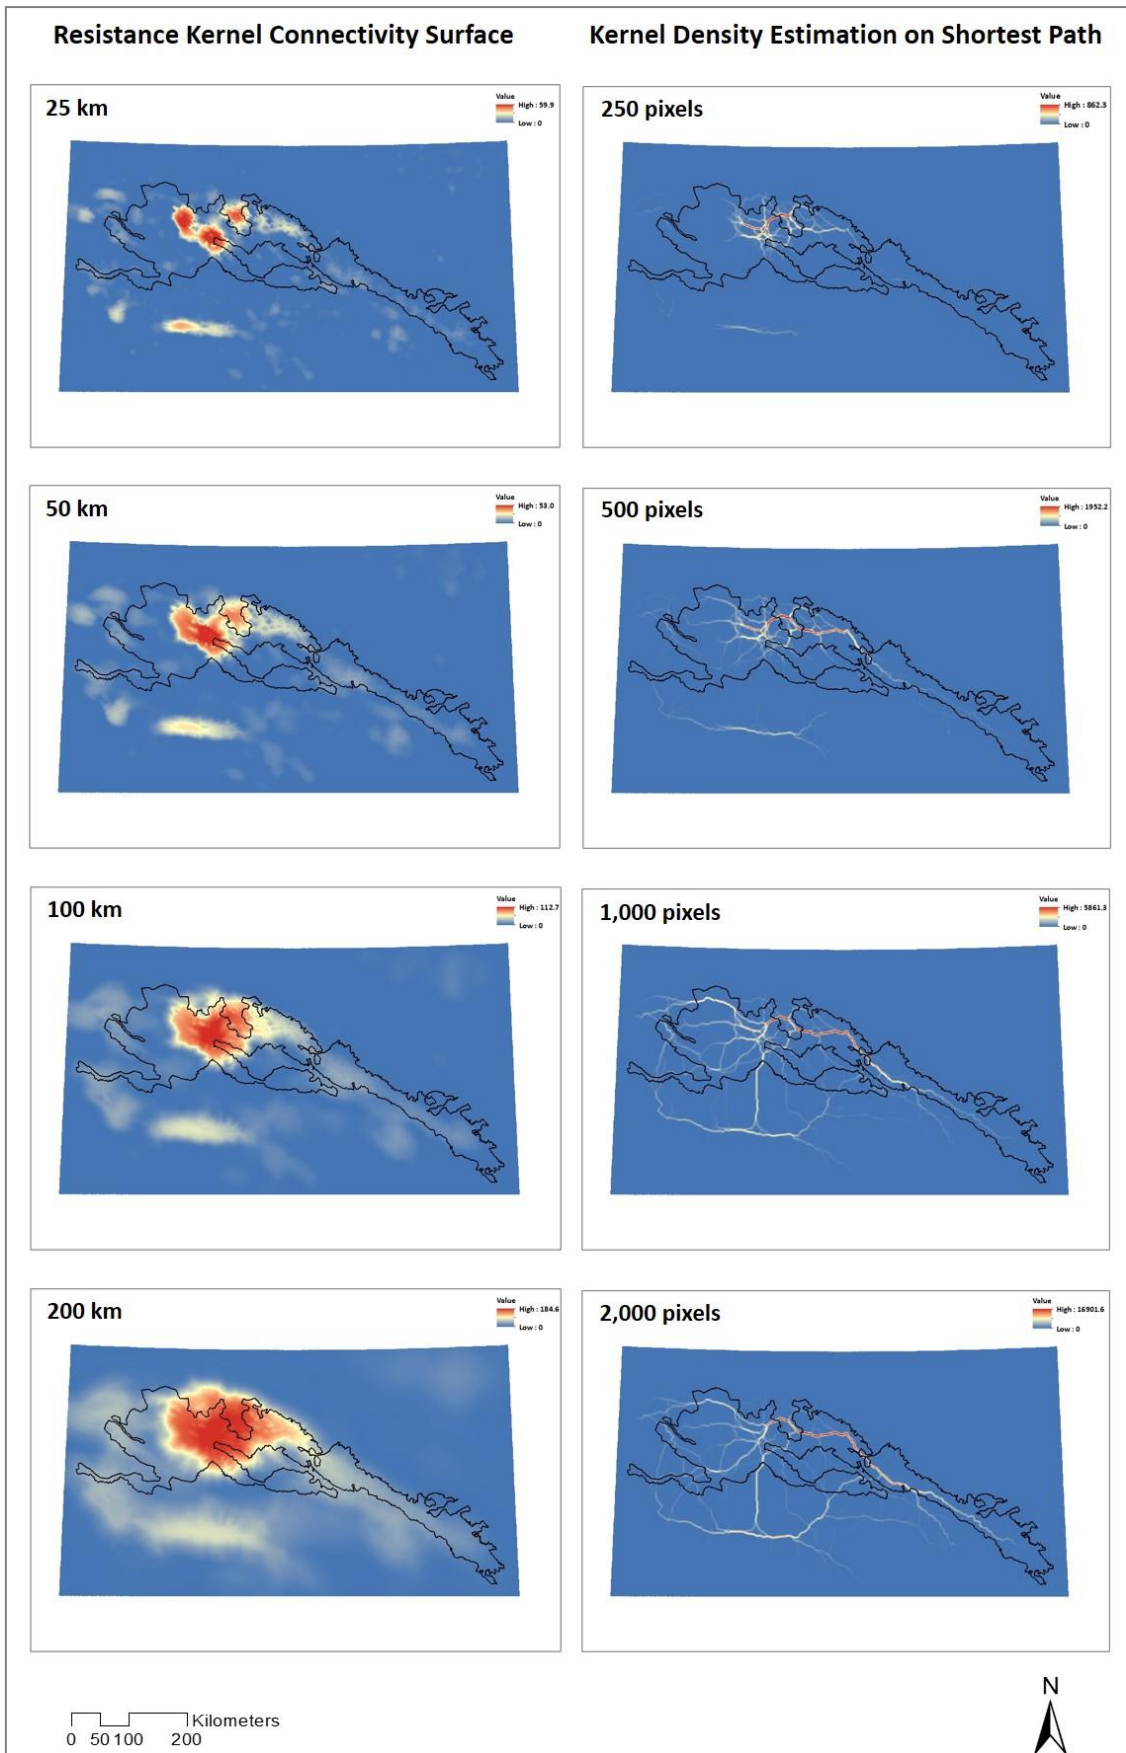 Resistance Kernel Connectivity Surface
Kernel Density Estimation on Shortest Path
25 km
Value
High : 59.9
Low : 0
250 pixels
Value
High : 862.3
Low : 0
50 km
Value
High : 53.0
Low : 0
500 pixels
Value
High : 1952.2
Low : 0
100 km
Value
High : 112.7
Low : 0
1,000 pixels
Value
High : 5861.3
Low : 0
200 km
Value
High : 184.6
Low : 0
2,000 pixels
Value
High : 16901.6
Low : 0
N
Kilometers
0 50 100 200